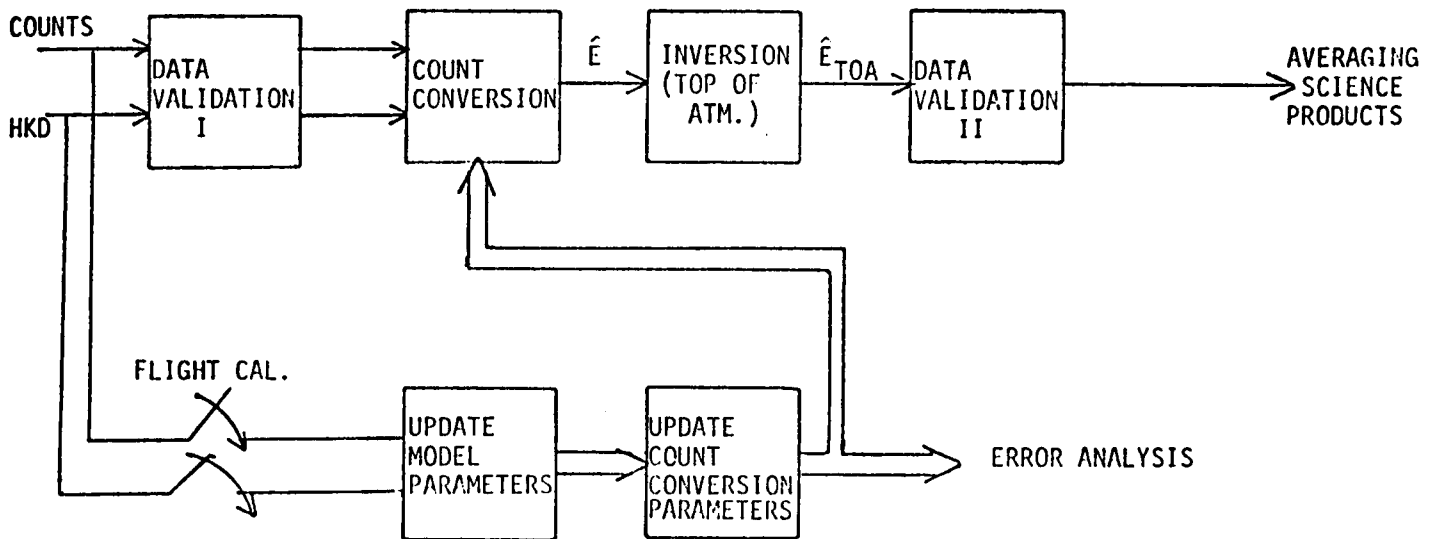 COUNTS
HKD
DATA
VALIDATION
I
COUNT
CONVERSION
Ê
INVERSION
(TOP OF
ATM.)
Ê TOA
DATA
VALIDATION
II
AVERAGING
SCIENCE
PRODUCTS
FLIGHT CAL.
UPDATE
MODEL
PARAMETERS
UPDATE
COUNT
CONVERSION
PARAMETERS
ERROR ANALYSIS